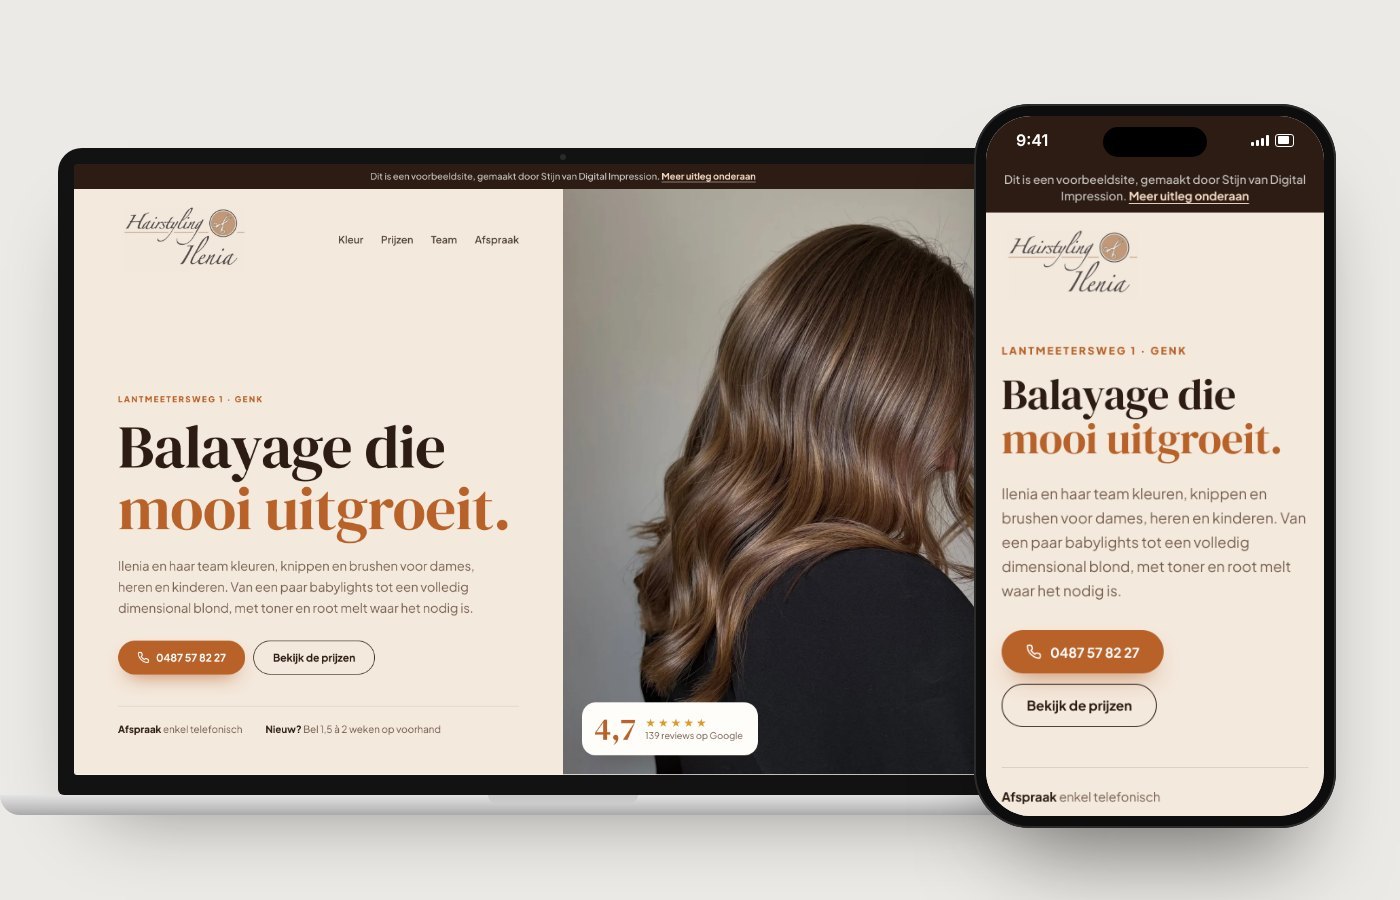 Dit is een voorbeeldsite, gemaakt door Stijn van Digital Impression. Meer uitleg onderaan
Hairstyling
Ilenia
Kleur Prijzen Team Afspraak
LANTMEETERSWEG 1 · GENK
Balayage die
mooi uitgroeit.
Ilenia en haar team kleuren, knippen en brushen voor dames,
heren en kinderen. Van een paar babylights tot een volledig
dimensional blond, met toner en root melt waar het nodig is.
0487 57 82 27
Bekijk de prijzen
Afspraak enkel telefonisch
Nieuw? Bel 1,5 à 2 weken op voorhand
4,7
★★★★★
139 reviews op Google
9:41
Dit is een voorbeeldsite, gemaakt door Stijn van Digital
Impression. Meer uitleg onderaan
Hairstyling
Ilenia
LANTMEETERSWEG 1 · GENK
Balayage die
mooi uitgroeit.
Ilenia en haar team kleuren, knippen en
brushen voor dames, heren en kinderen. Van
een paar babylights tot een volledig
dimensional blond, met toner en root melt
waar het nodig is.
0487 57 82 27
Bekijk de prijzen
Afspraak enkel telefonisch